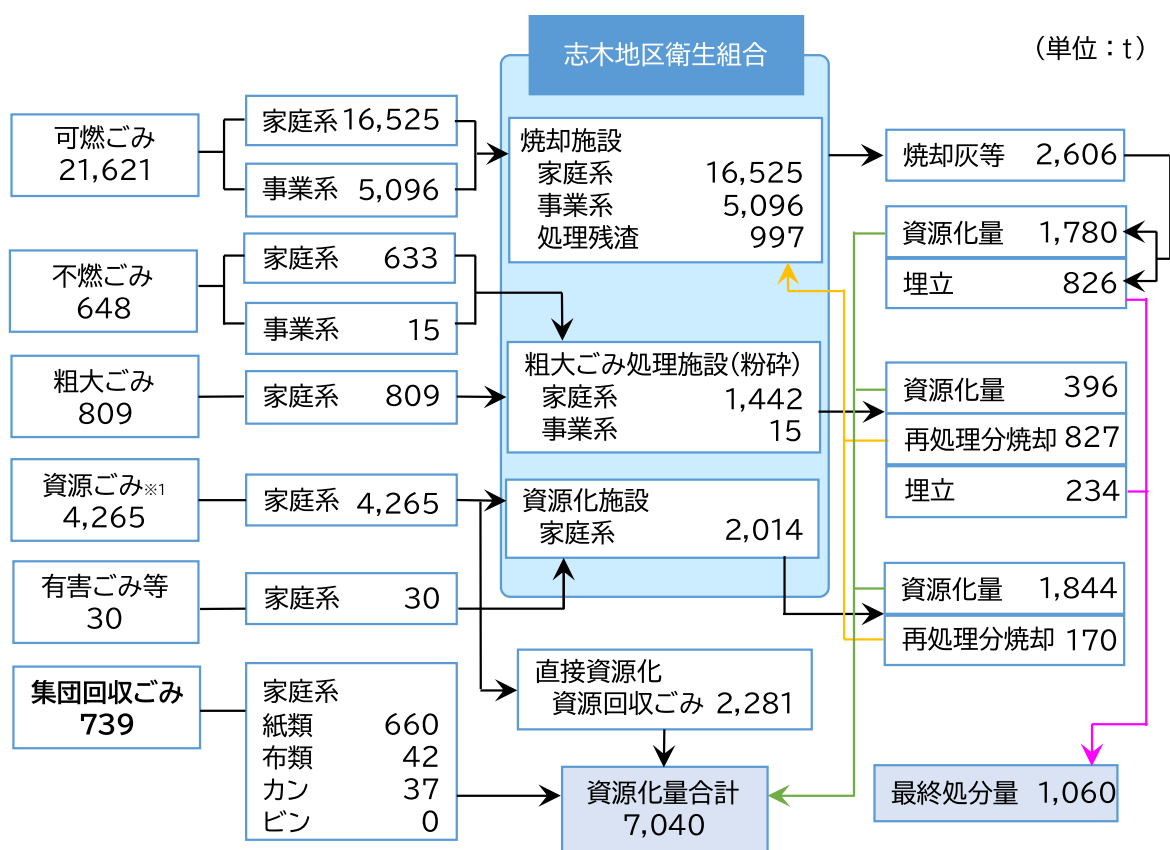 志木地区衛生組合
（単位：t）
可燃ごみ
21,621
家庭系 16,525
事業系 5,096
焼却施設
家庭系 16,525
事業系 5,096
処理残渣 997
焼却灰等 2,606
資源化量 1,780
埋立 826
不燃ごみ
648
家庭系 633
事業系 15
粗大ごみ
809
家庭系 809
粗大ごみ処理施設（粉砕）
家庭系 1,442
事業系 15
資源化量 396
再処理分焼却 827
埋立 234
資源ごみ※1
4,265
家庭系 4,265
資源化施設
家庭系 2,014
有害ごみ等
30
家庭系 30
資源化量 1,844
再処理分焼却 170
集団回収ごみ
739
家庭系
紙類 660
布類 42
カン 37
ビン 0
直接資源化
資源回収ごみ 2,281
資源化量合計
7,040
最終処分量 1,060